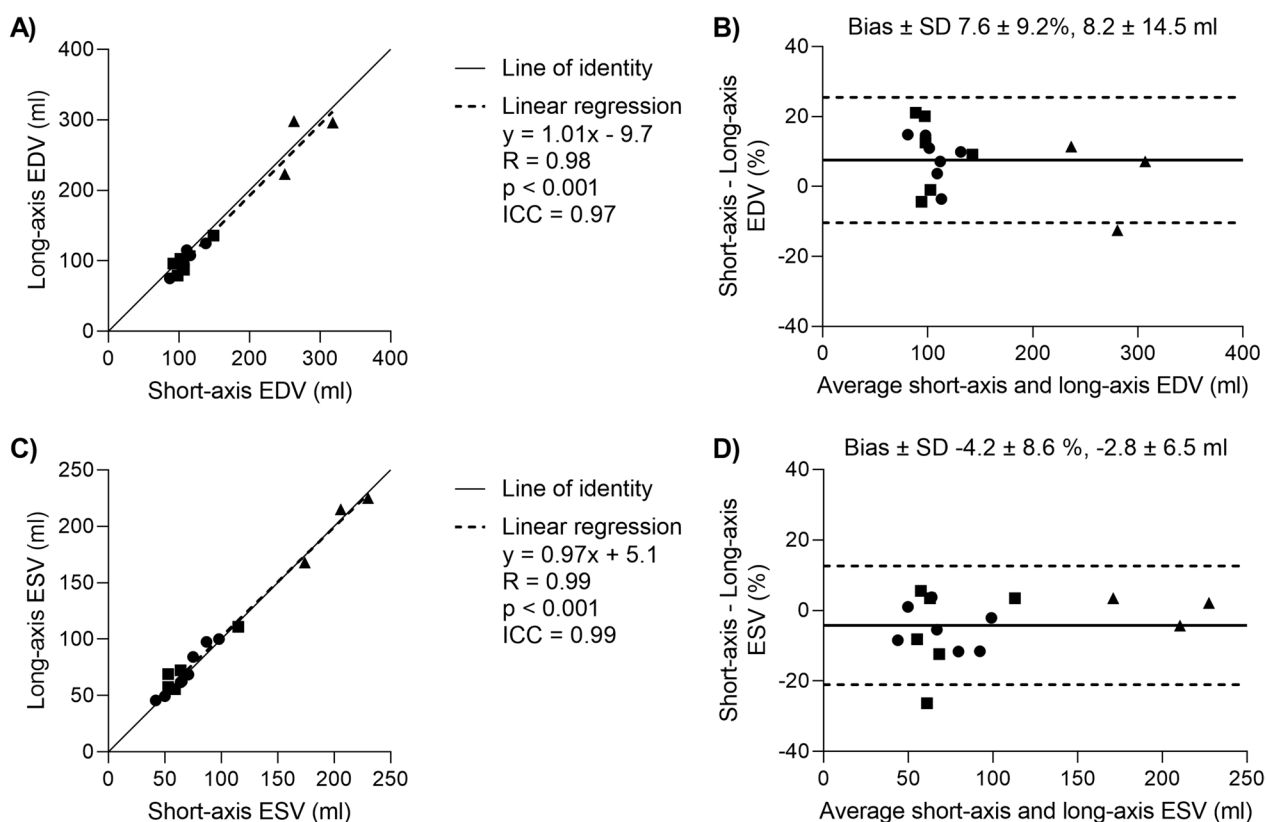 A)
400
300
200
100
0
Long-axis EDV (ml)
0 100 200 300 400
Short-axis EDV (ml)
Line of identity
Linear regression
y = 1.01x - 9.7
R = 0.98
p < 0.001
ICC = 0.97
B)
Bias ± SD 7.6 ± 9.2%, 8.2 ± 14.5 ml
40
20
0
-20
-40
Short-axis - Long-axis
EDV (%)
0 100 200 300 400
Average short-axis and long-axis EDV (ml)
C)
250
200
150
100
50
0
Long-axis ESV (ml)
0 50 100 150 200 250
Short-axis ESV (ml)
Line of identity
Linear regression
y = 0.97x + 5.1
R = 0.99
p < 0.001
ICC = 0.99
D)
Bias ± SD -4.2 ± 8.6 %, -2.8 ± 6.5 ml
40
20
0
-20
-40
Short-axis - Long-axis
ESV (%)
0 50 100 150 200 250
Average short-axis and long-axis ESV (ml)